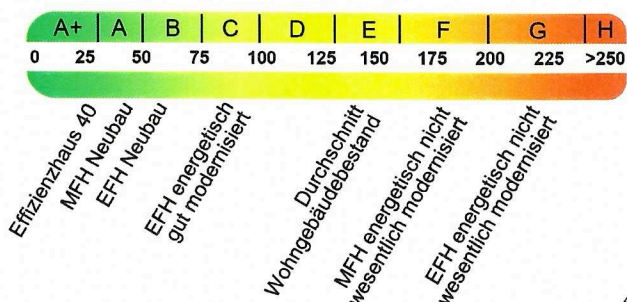 A+ A B C D E F G H
0 25 50 75 100 125 150 175 200 225 >250
Effizienzhaus 40
MFH Neubau
EFH Neubau
EFH energetisch
gut modernisiert
Durchschnitt
Wohngebäudebestand
MFH energetisch nicht
wesentlich modernisiert
EFH energetisch nicht
wesentlich modernisiert